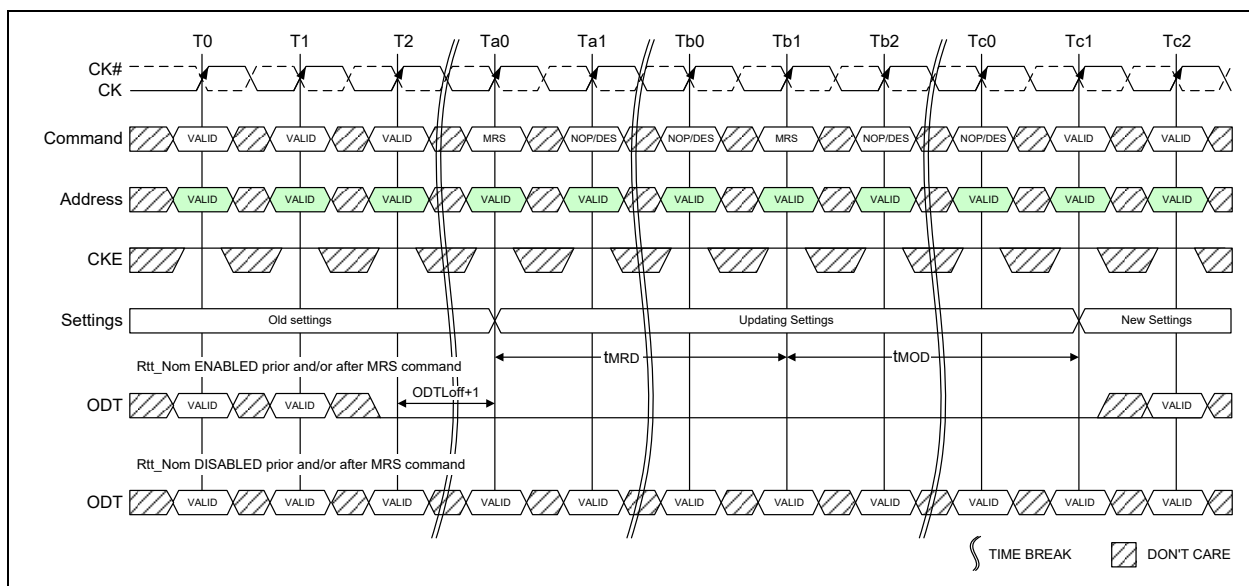 T0 T1 T2 Ta0 Ta1 Tb0 Tb1 Tb2 Tc0 Tc1 Tc2
CK#
CK
Command VALID VALID VALID MRS NOP/DES NOP/DES MRS NOP/DES NOP/DES VALID VALID
Address VALID VALID VALID VALID VALID VALID VALID VALID VALID VALID VALID
CKE
Settings Old settings Updating Settings New Settings
tMRD tMOD
Rtt_Nom ENABLED prior and/or after MRS command
ODTLoff+1
ODT VALID VALID VALID
Rtt_Nom DISABLED prior and/or after MRS command
ODT VALID VALID VALID VALID VALID VALID VALID VALID VALID VALID VALID
TIME BREAK DON'T CARE